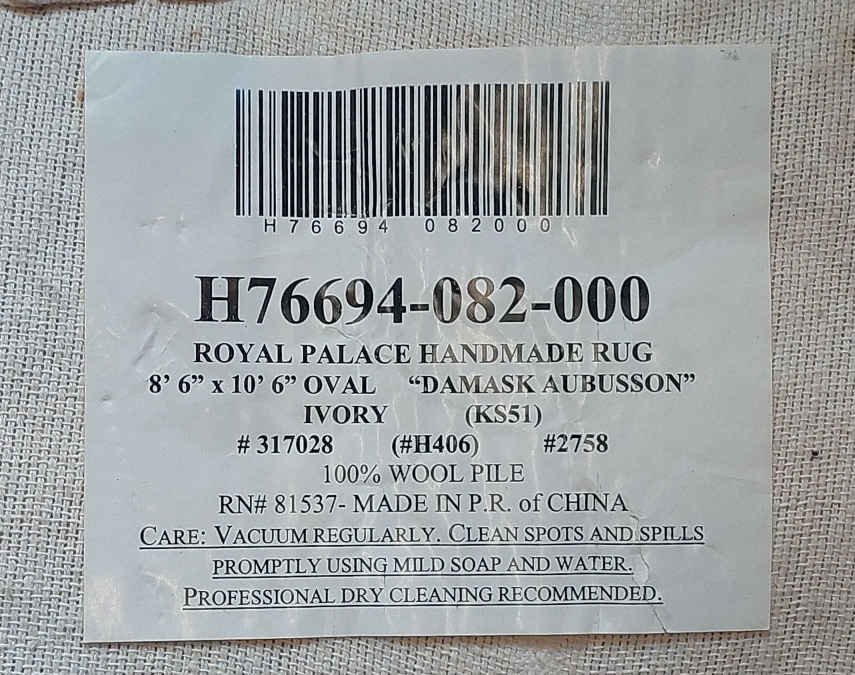 H76694 082000
H76694-082-000
ROYAL PALACE HANDMADE RUG
8’ 6” x 10’ 6” OVAL “DAMASK AUBUSSON”
IVORY (KS51)
# 317028 (#H406) #2758
100% WOOL PILE
RN# 81537- MADE IN P.R. of CHINA
CARE: VACUUM REGULARLY. CLEAN SPOTS AND SPILLS
PROMPTLY USING MILD SOAP AND WATER.
PROFESSIONAL DRY CLEANING RECOMMENDED.